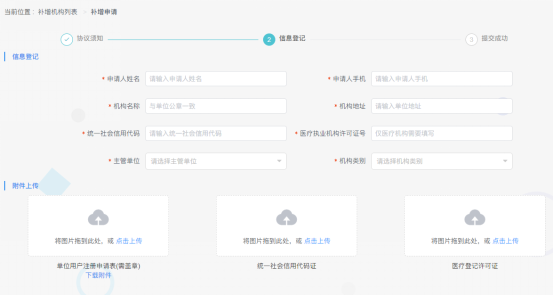 当前位置: 补增机构列表 > 补增申请
协议须知
2 信息登记
3 提交成功
信息登记
* 申请人姓名 请输入申请人姓名
* 申请人手机 请输入申请人手机
* 机构名称 与单位公章一致
* 机构地址 请输入单位地址
* 统一社会信用代码 请输入统一社会信用代码
* 医疗执业机构许可证号 仅医疗机构需要填写
* 主管单位 请选择主管单位
* 机构类别 请选择机构类别
附件上传
将图片拖到此处, 或 点击上传
将图片拖到此处, 或 点击上传
将图片拖到此处, 或 点击上传
单位用户注册申请表(需盖章)
下载附件
统一社会信用代码证
医疗登记许可证